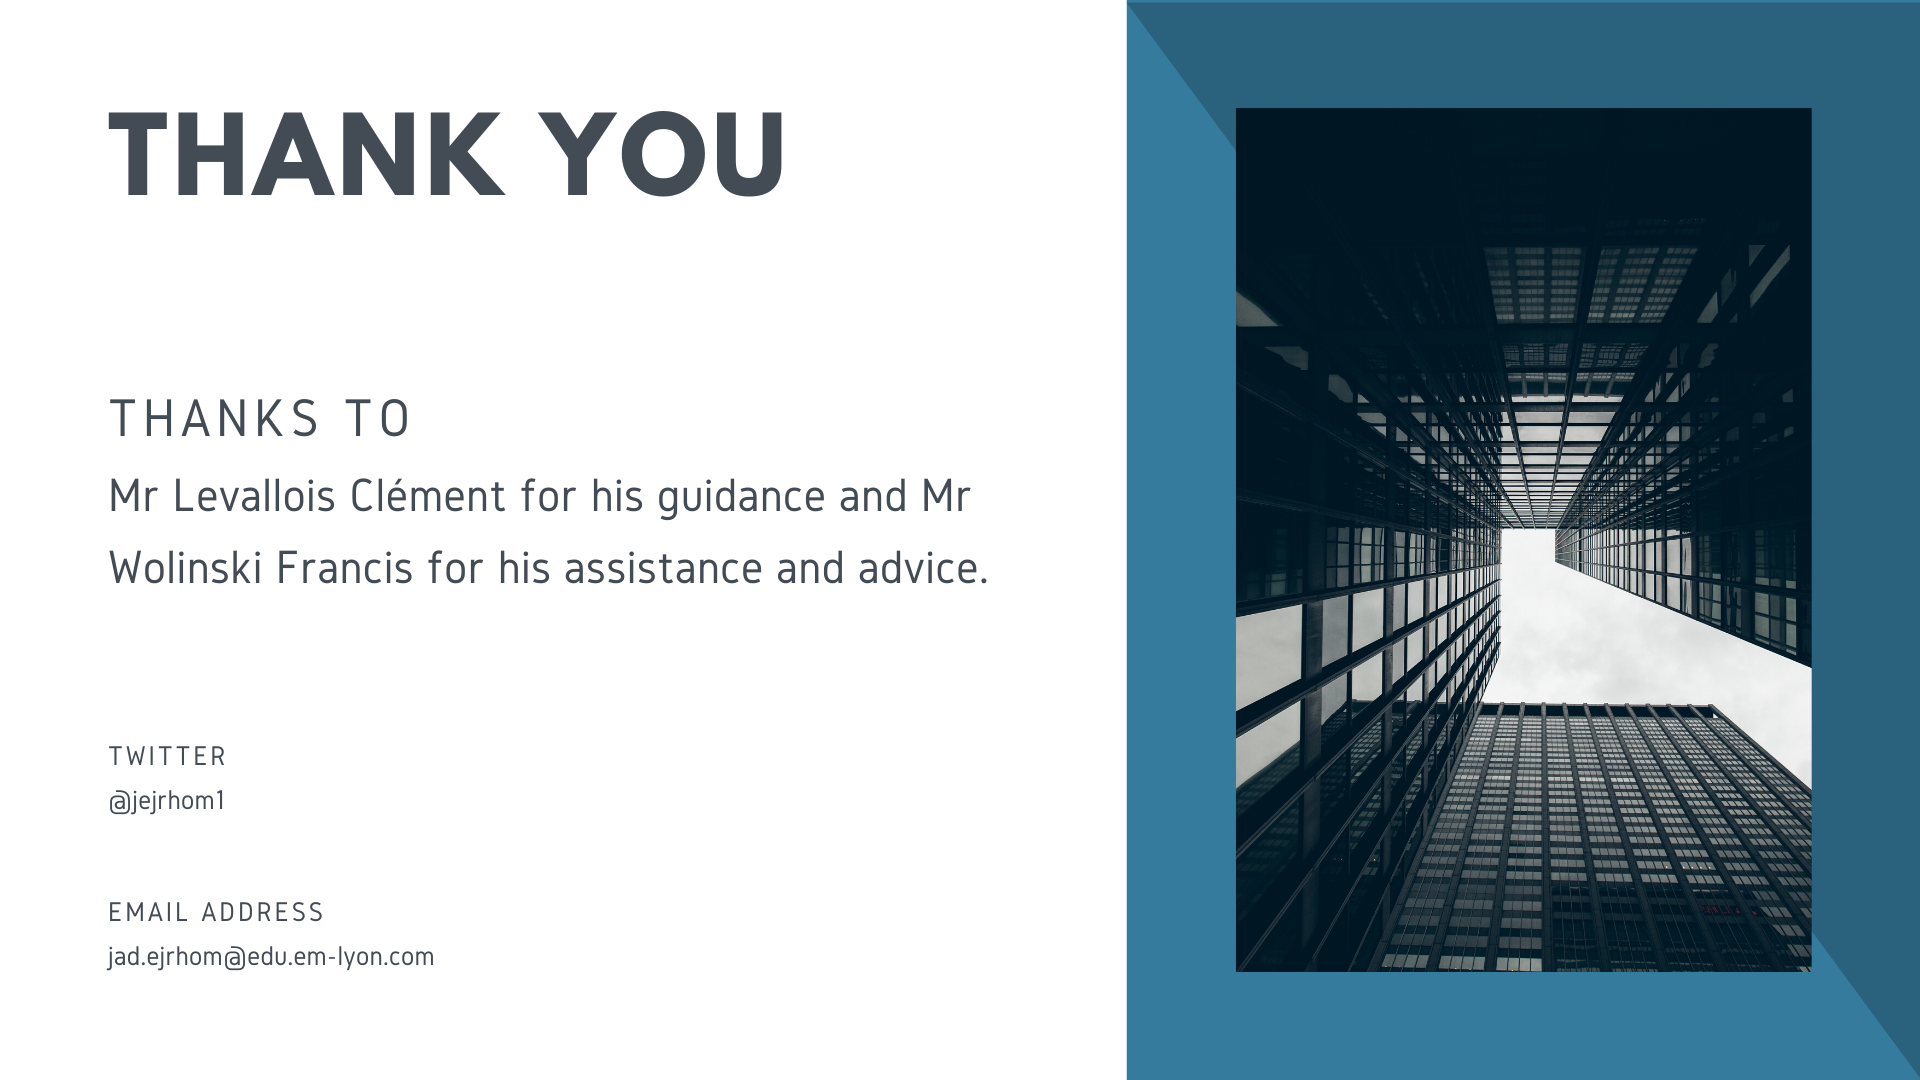 THANK YOU
THANKS TO
Mr Levallois Clément for his guidance and Mr
Wolinski Francis for his assistance and advice.
TWITTER
@jejrhom1
EMAIL ADDRESS
jad.ejrhom@edu.em-lyon.com